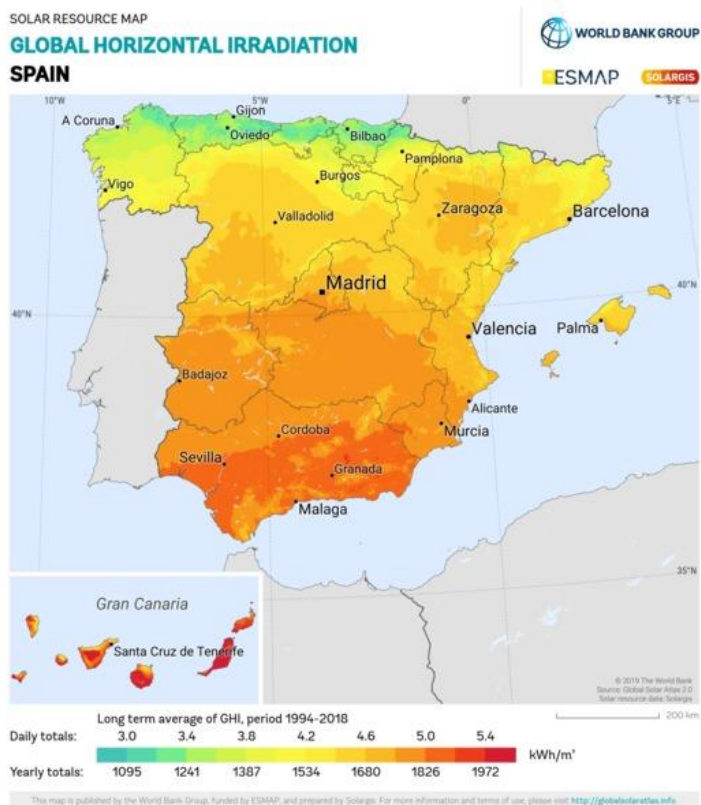 SOLAR RESOURCE MAP
GLOBAL HORIZONTAL IRRADIATION
SPAIN
WORLD BANK GROUP
ESMAP
SOLARGIS
10°W
5°W
0°
5°E
A Coruna
Gijon
Oviedo
Bilbao
Pamplona
Vigo
Burgos
Valladolid
Zaragoza
Barcelona
Madrid
40°N
40°N
Valencia
Palma
Badajoz
Alicante
Murcia
Cordoba
Sevilla
Granada
Malaga
35°N
Gran Canaria
Santa Cruz de Tenerife
© 2019 The World Bank
Source: Global Solar Atlas 2.0
Solar resource data: Solargis
200 km
Long term average of GHI, period 1994-2018
Daily totals: 3.0 3.4 3.8 4.2 4.6 5.0 5.4
kWh/m²
Yearly totals: 1095 1241 1387 1534 1680 1826 1972
This map is published by the World Bank Group, funded by ESMAP, and prepared by Solargis. For more information and terms of use, please visit http://globalsolaratlas.info.